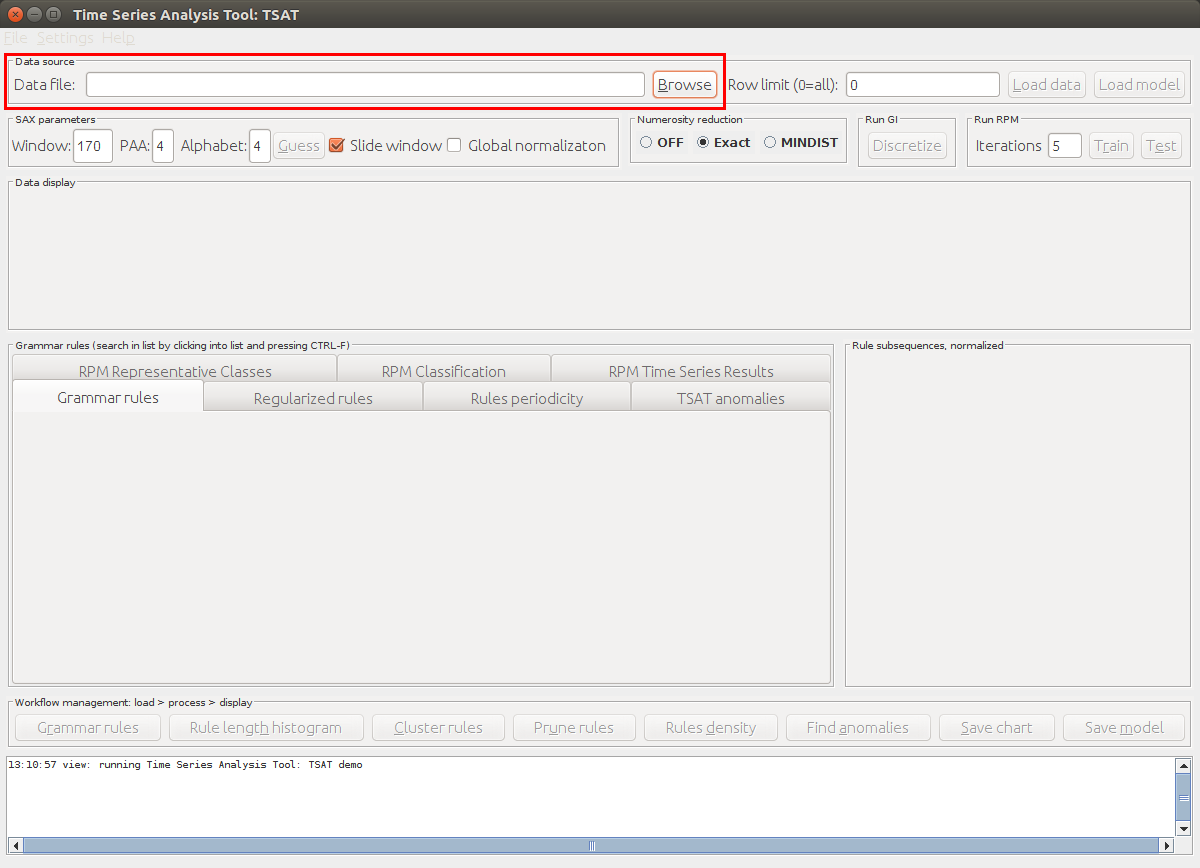 Time Series Analysis Tool: TSAT
File Settings Help
Data source
Data file: Browse Row limit (0=all): 0 Load data Load model
SAX parameters Numerosity reduction Run GI Run RPM
Window: 170 PAA: 4 Alphabet: 4 Guess Slide window Global normalizaton OFF Exact MINDIST Discretize Iterations 5 Train Test
Data display
Grammar rules (search in list by clicking into list and pressing CTRL-F) Rule subsequences, normalized
RPM Representative Classes RPM Classification RPM Time Series Results
Grammar rules Regularized rules Rules periodicity TSAT anomalies
Workflow management: load > process > display
Grammar rules Rule length histogram Cluster rules Prune rules Rules density Find anomalies Save chart Save model
13:10:57 view: running Time Series Analysis Tool: TSAT demo